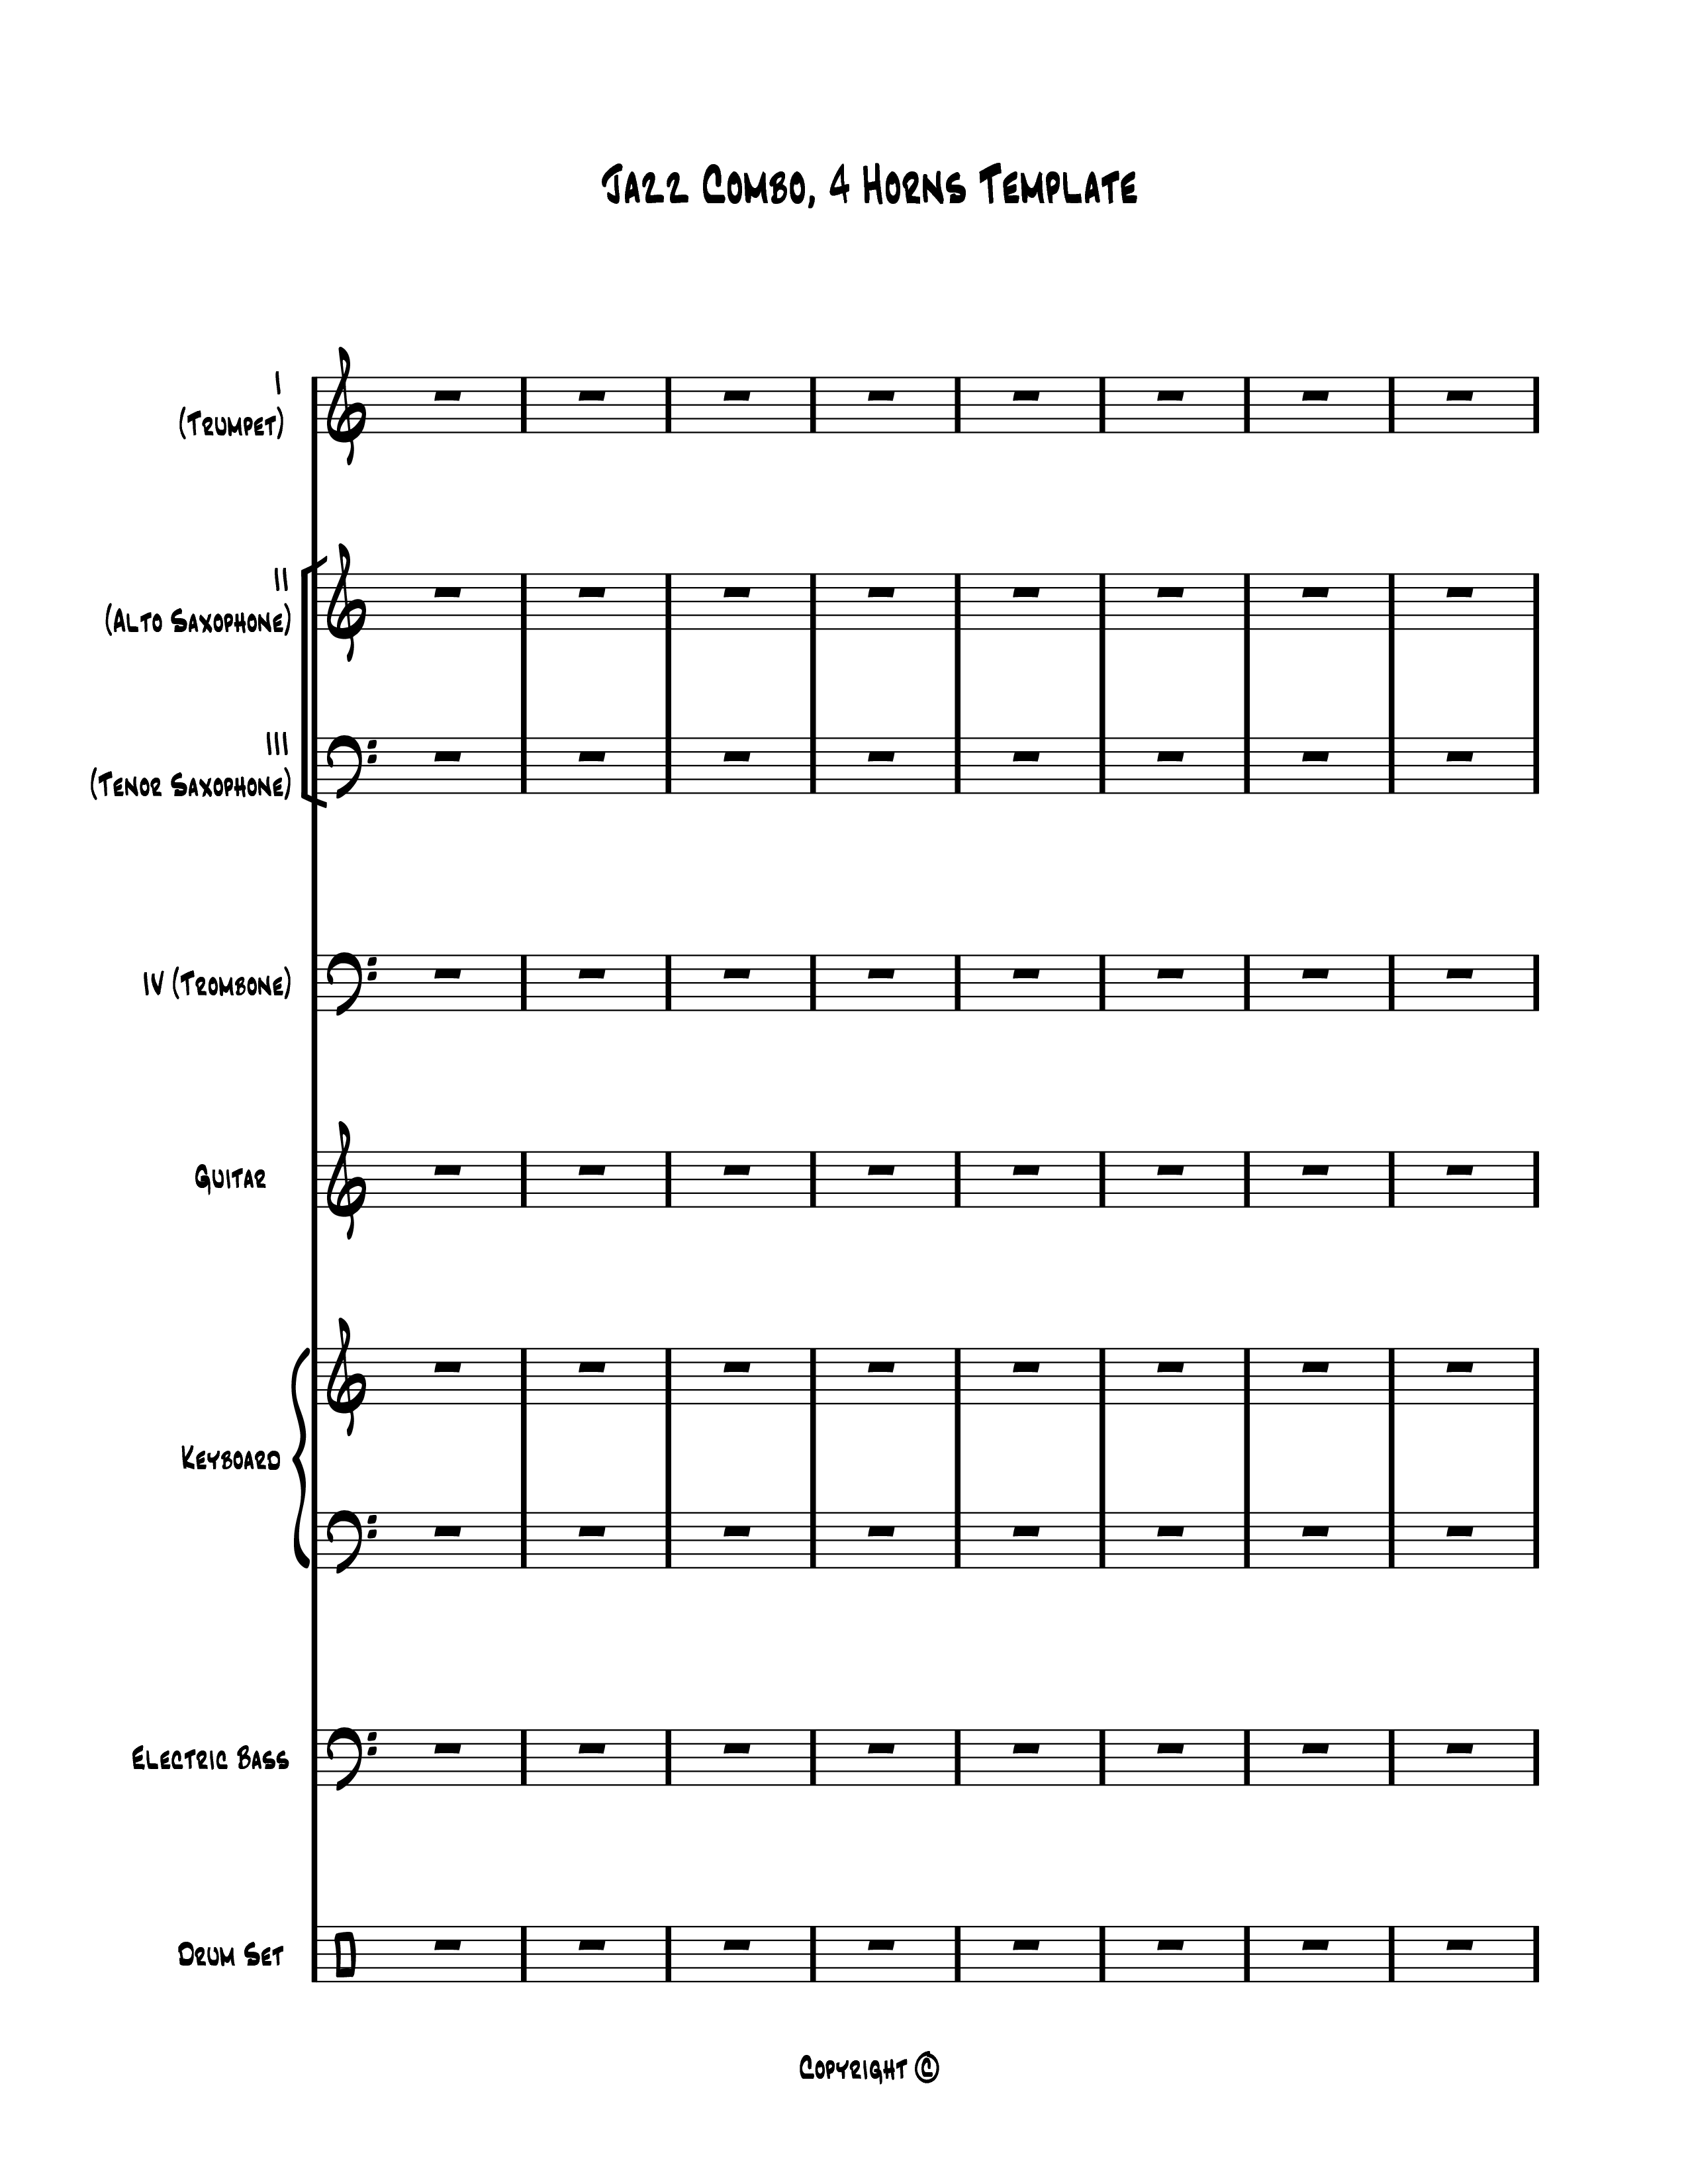 Jazz Combo, 4 Horns Template
I
(Trumpet)
II
(Alto Saxophone)
III
(Tenor Saxophone)
IV (Trombone)
Guitar
Keyboard
Electric Bass
Drum Set
Copyright ©